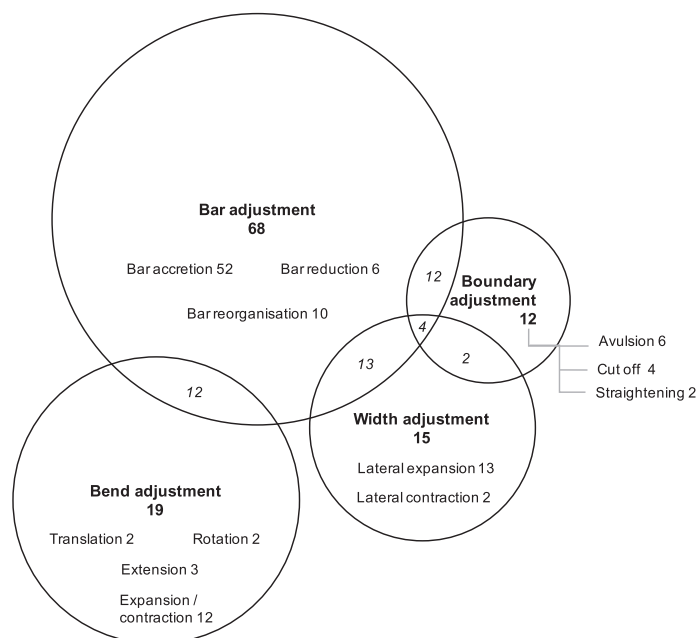 Bar adjustment
68
Bar accretion 52
Bar reduction 6
Bar reorganisation 10
12
Boundary
adjustment
12
4
Avulsion 6
13
2
Cut off 4
12
Straightening 2
Width adjustment
15
Lateral expansion 13
Lateral contraction 2
Bend adjustment
19
Translation 2
Rotation 2
Extension 3
Expansion /
contraction 12